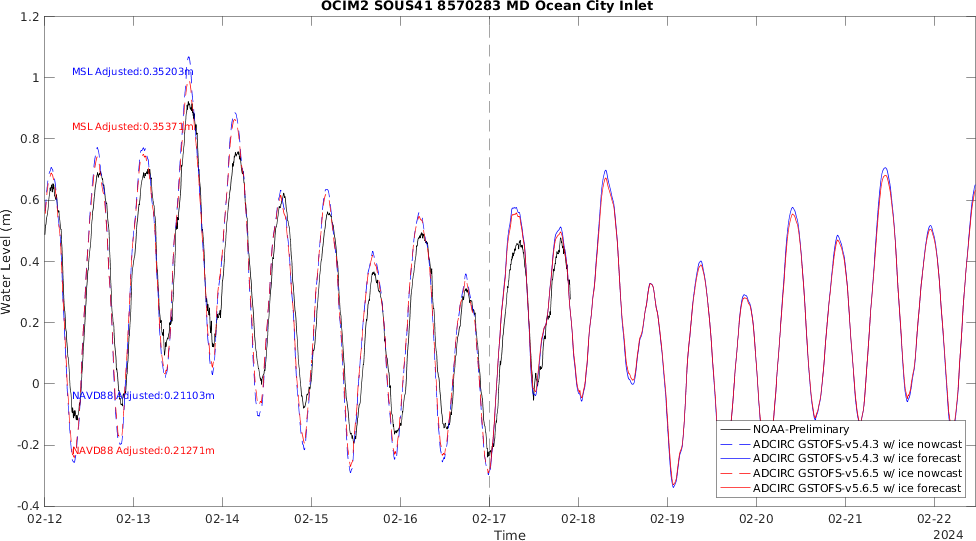 OCIM2 SOUS41 8570283 MD Ocean City Inlet
Water Level (m)
1.2
1
0.8
0.6
0.4
0.2
0
-0.2
-0.4
MSL Adjusted:0.35203m
MSL Adjusted:0.35371m
NAVD88 Adjusted:0.21103m
NAVD88 Adjusted:0.21271m
NOAA-Preliminary
ADCIRC GSTOFS-v5.4.3 w/ ice nowcast
ADCIRC GSTOFS-v5.4.3 w/ ice forecast
ADCIRC GSTOFS-v5.6.5 w/ ice nowcast
ADCIRC GSTOFS-v5.6.5 w/ ice forecast
02-12 02-13 02-14 02-15 02-16 02-17 02-18 02-19 02-20 02-21 02-22
Time
2024